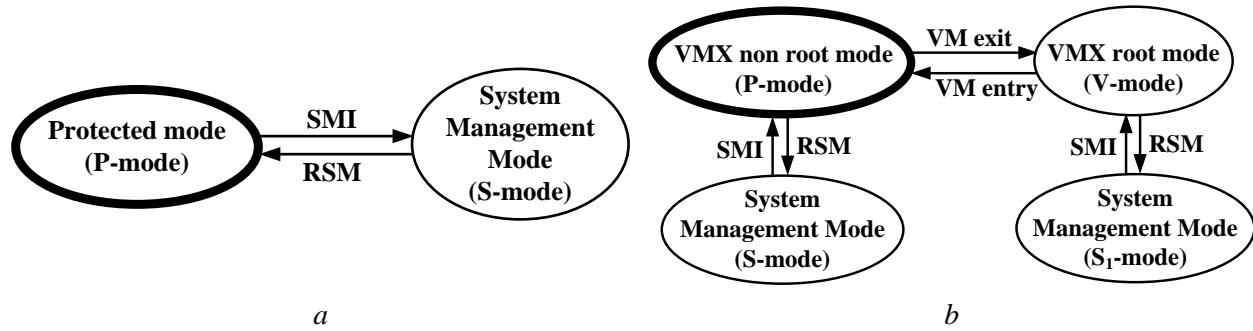 Protected mode
(P-mode)
SMI
RSM
System
Management
Mode
(S-mode)
a
VMX non root mode
(P-mode)
VM exit
VM entry
VMX root mode
(V-mode)
SMI
RSM
SMI
RSM
System
Management Mode
(S-mode)
System
Management Mode
(S₁-mode)
b